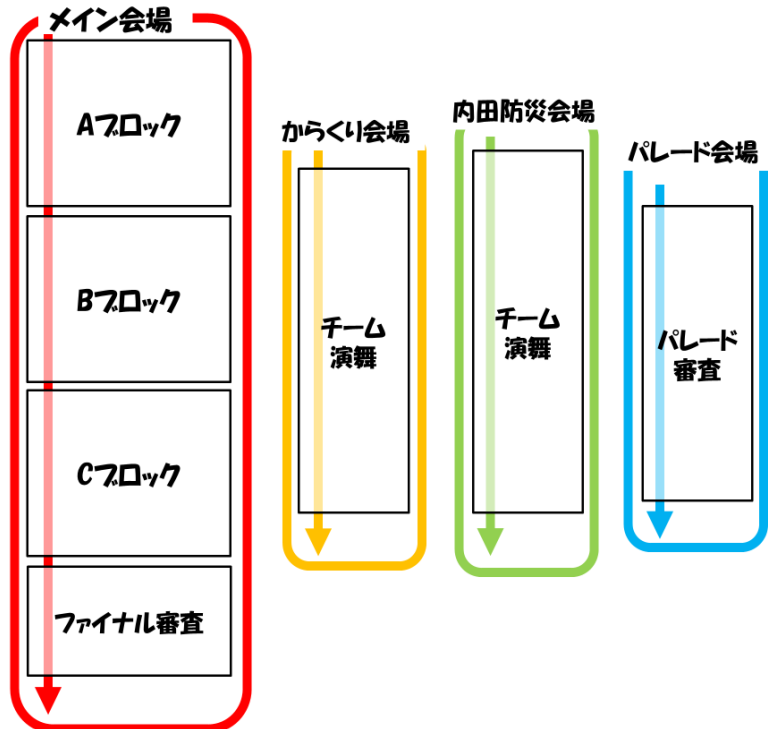 メイン会場
Aブロック
Bブロック
Cブロック
ファイナル審査
からくり会場
チーム
演舞
内田防災会場
チーム
演舞
パレード会場
パレード
審査